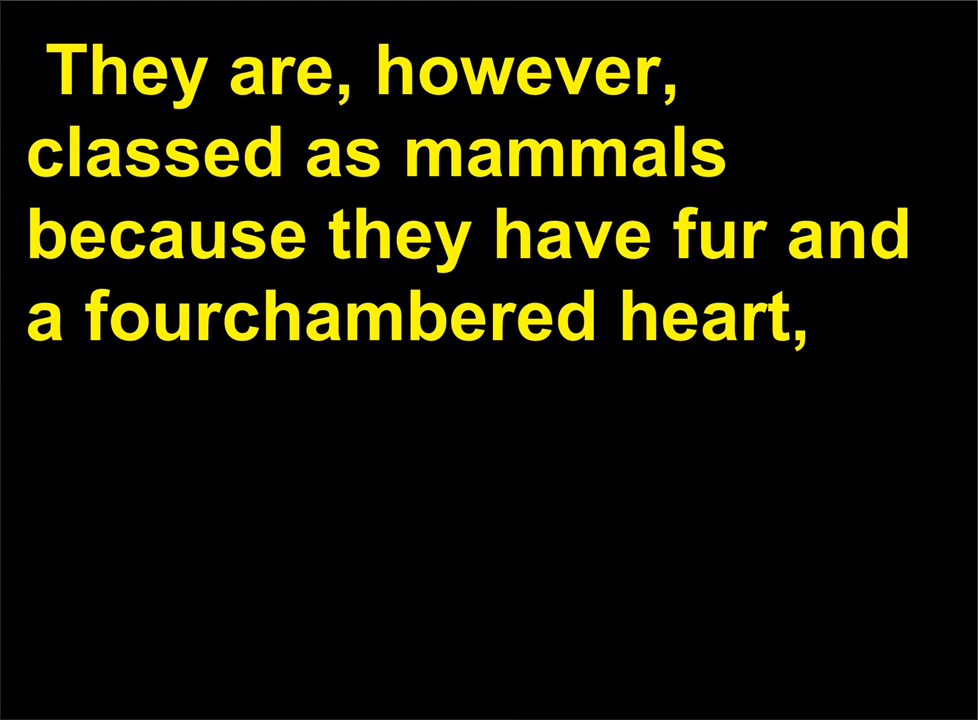 They are, however,
classed as mammals
because they have fur and
a fourchambered heart,